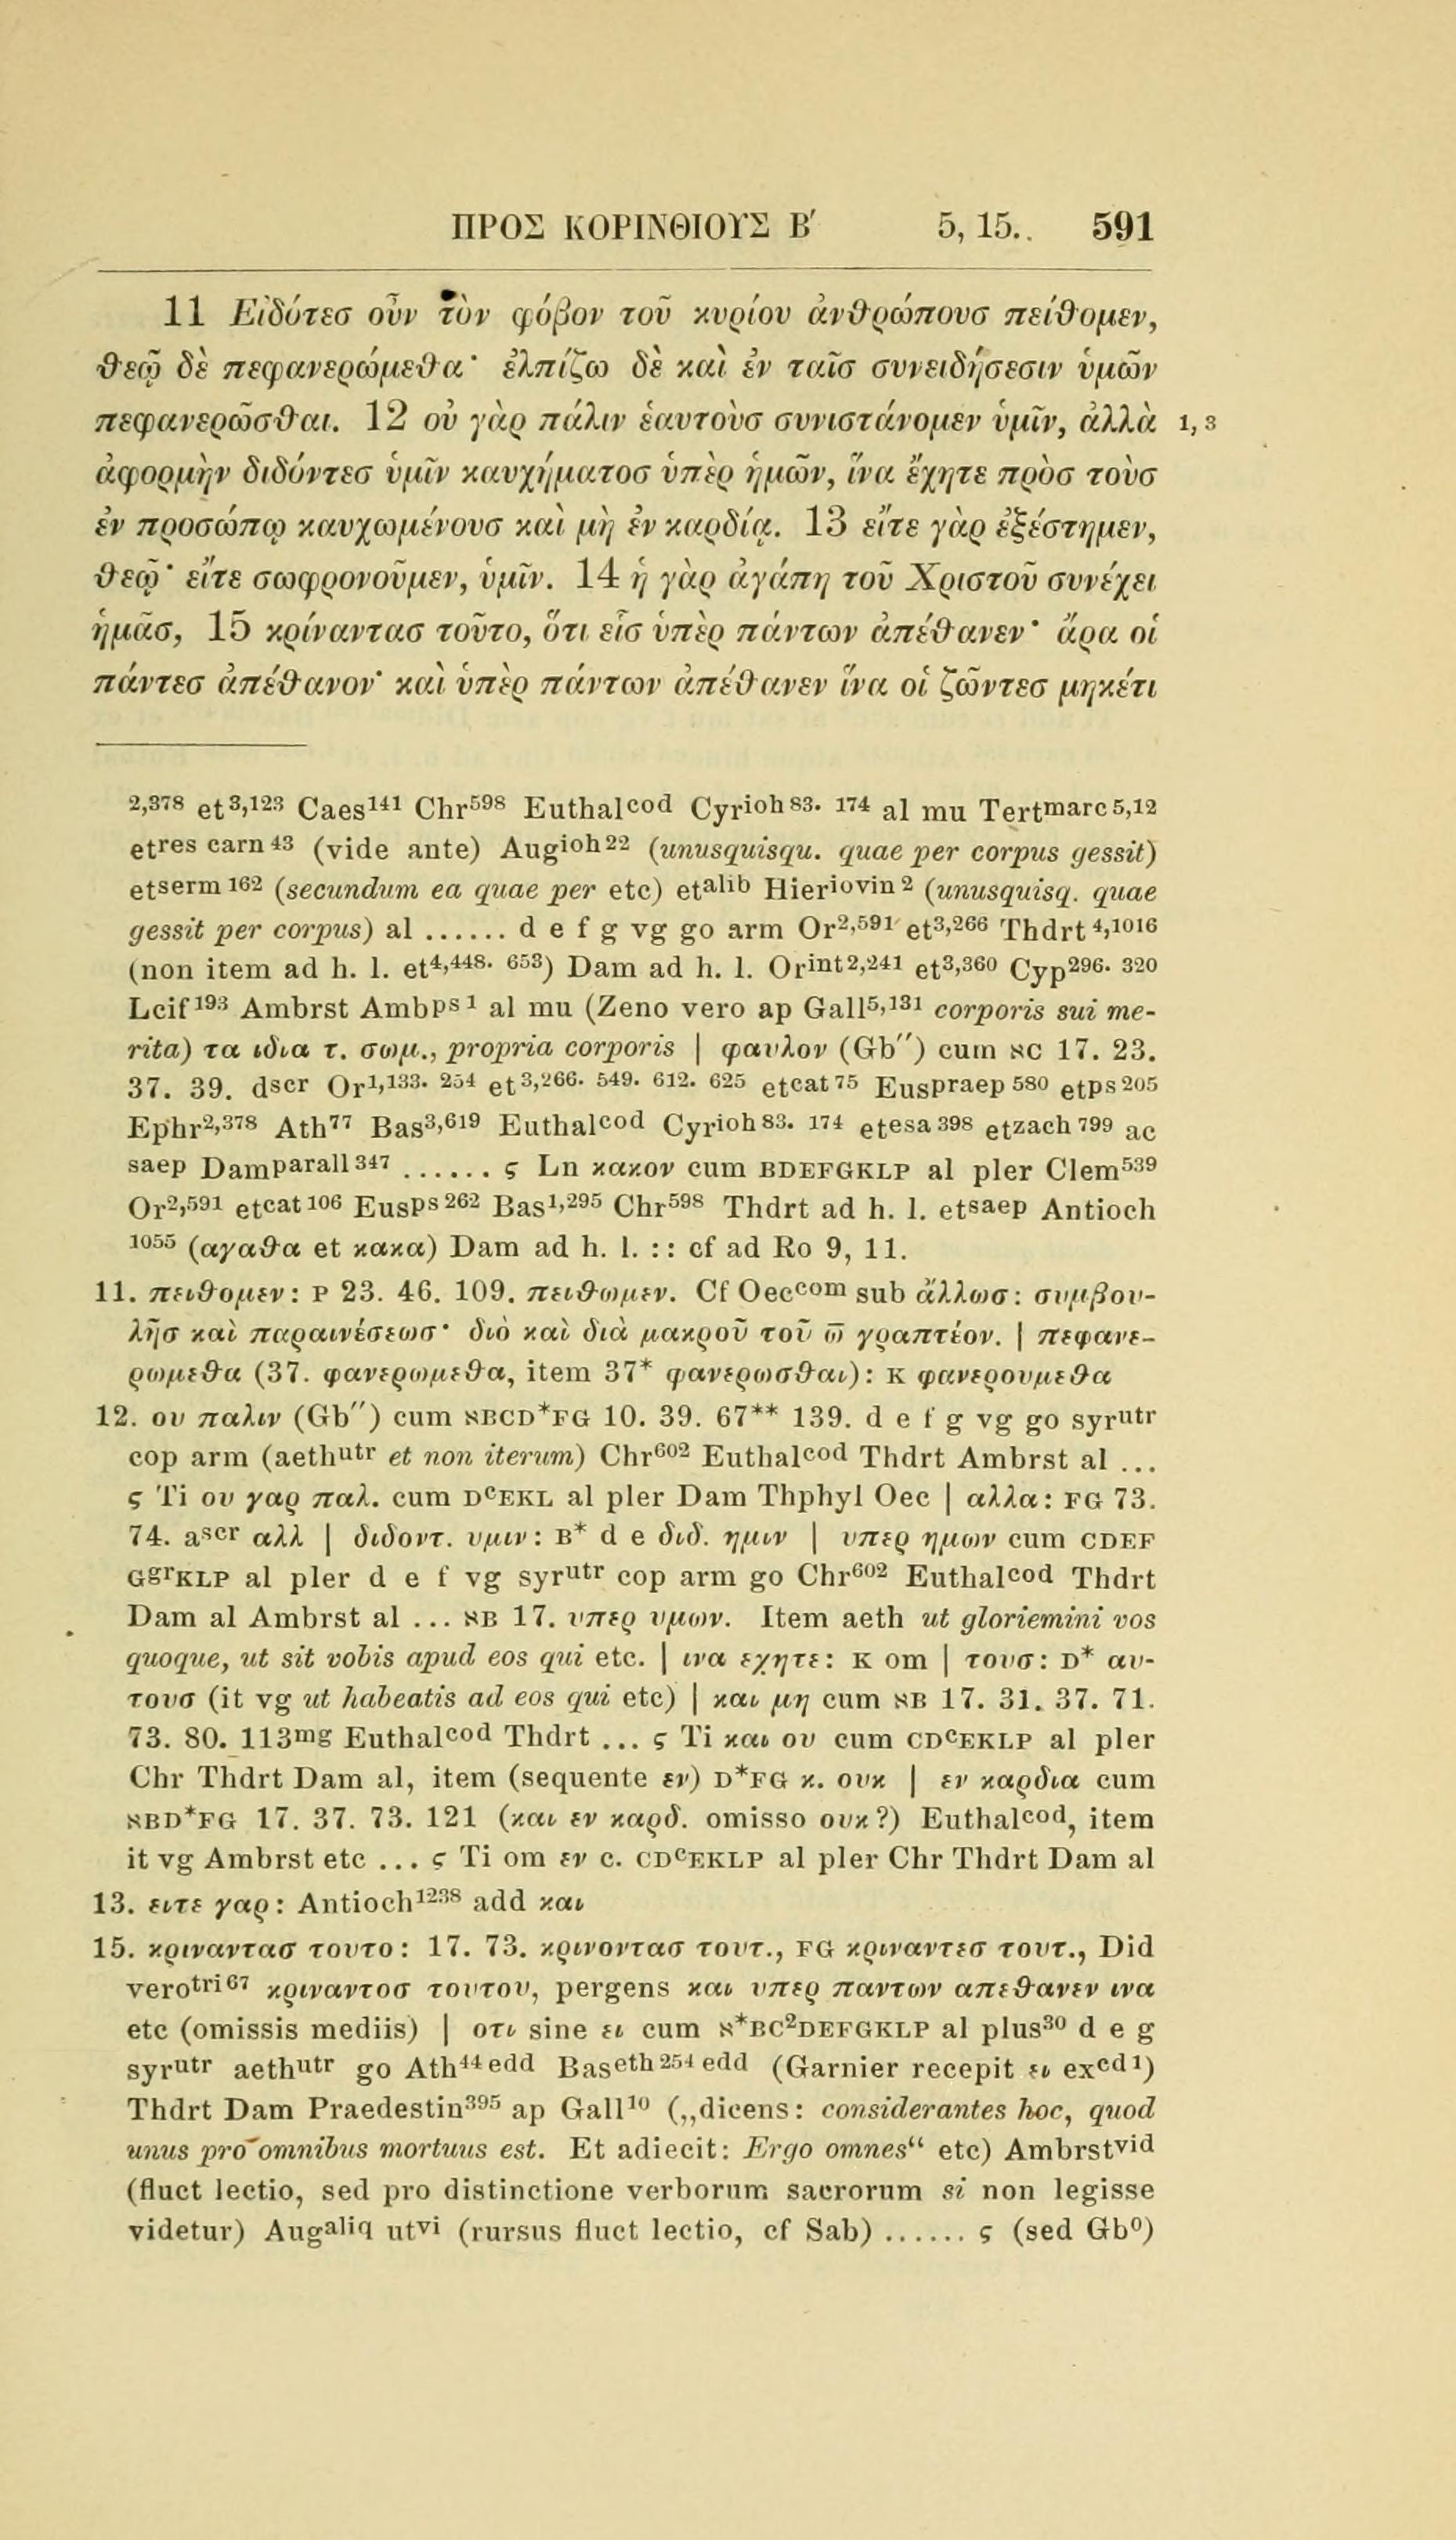 ΠΡΟΣ ΚΟΡΙΝΘΙΟΥΣ Β′ 5, 15. 591
11 Εἰδότεσ οὖν τὸν φόβον τοῦ κυρίου ἀνθρώπουσ πείθομεν,
θεῷ δὲ πεφανερώμεθα· ἐλπίζω δὲ καὶ ἐν ταῖσ συνειδήσεσιν ὑμῶν
πεφανερῶσθαι. 12 οὐ γὰρ πάλιν ἑαυτοὺσ συνιστάνομεν ὑμῖν, ἀλλὰ 1, 3
ἀφορμὴν διδόντεσ ὑμῖν καυχήματοσ ὑπὲρ ἡμῶν, ἵνα ἔχητε πρὸσ τοὺσ
ἐν προσώπῳ καυχωμένουσ καὶ μὴ ἐν καρδίᾳ. 13 εἴτε γὰρ ἐξέστημεν,
θεῷ· εἴτε σωφρονοῦμεν, ὑμῖν. 14 ἡ γὰρ ἀγάπη τοῦ Χριστοῦ συνέχει
ἡμᾶσ, 15 κρίναντασ τοῦτο, ὅτι εἷσ ὑπὲρ πάντων ἀπέθανεν· ἄρα οἱ
πάντεσ ἀπέθανον· καὶ ὑπὲρ πάντων ἀπέθανεν ἵνα οἱ ζῶντεσ μηκέτι
2,378 et3,123 Caes141 Chr598 Euthalcod Cyrioh83. 174 al mu Tertmarc5,12
etres carn43 (vide ante) Augioh22 (unusquisqu. quae per corpus gessit)
etserm162 (secundum ea quae per etc) etalib Hieriovin2 (unusquisq. quae
gessit per corpus) al ...... d e f g vg go arm Or2,591 et3,266 Thdrt4,1016
(non item ad h. l. et4,448. 653) Dam ad h. l. Orint2,241 et3,360 Cyp296. 320
Lcif193 Ambrst Ambps1 al mu (Zeno vero ap Gall5,131 corporis sui me-
rita) τα ιδια τ. σωμ., propria corporis | φαυλον (Gb″) cum אC 17. 23.
37. 39. dscr Or1,133. 254 et3,266. 549. 612. 625 etcat75 Euspraep580 etps205
Ephr2,378 Ath77 Bas3,619 Euthalcod Cyrioh83. 174 etesa398 etzach799 ac
saep Damparall347 ...... ϛ Ln κακον cum BDEFGKLP al pler Clem539
Or2,591 etcat106 Eusps262 Bas1,295 Chr598 Thdrt ad h. l. etsaep Antioch
1055 (αγαθα et κακα) Dam ad h. l. :: cf ad Ro 9, 11.
11. πειθομεν: P 23. 46. 109. πειθωμεν. Cf Oeccom sub ἄλλωσ: συμβου-
λῆσ καὶ παραινέσεωσ· διὸ καὶ διὰ μακροῦ τοῦ ω̄ γραπτέον. | πεφανε-
ρωμεθα (37. φανερωμεθα, item 37* φανερωσθαι): K φανερουμεθα
12. ου παλιν (Gb″) cum אBCD*FG 10. 39. 67** 139. d e f g vg go syrutr
cop arm (aethutr et non iterum) Chr602 Euthalcod Thdrt Ambrst al ...
ϛ Ti ου γαρ παλ. cum DcEKL al pler Dam Thphyl Oec | αλλα: FG 73.
74. ascr αλλ | διδοντ. υμιν: B* d e διδ. ημιν | υπερ ημων cum CDEF
GgrKLP al pler d e f vg syrutr cop arm go Chr602 Euthalcod Thdrt
Dam al Ambrst al ... אB 17. υπερ υμων. Item aeth ut gloriemini vos
quoque, ut sit vobis apud eos qui etc. | ινα εχητε: K om | τουσ: D* αυ-
τουσ (it vg ut habeatis ad eos qui etc) | και μη cum אB 17. 31. 37. 71.
73. 80. 113mg Euthalcod Thdrt ... ϛ Ti και ου cum CDcEKLP al pler
Chr Thdrt Dam al, item (sequente εν) D*FG κ. ουκ | εν καρδια cum
אBD*FG 17. 37. 73. 121 (και εν καρδ. omisso ουκ?) Euthalcod, item
it vg Ambrst etc ... ϛ Ti om εν c. CDcEKLP al pler Chr Thdrt Dam al
13. ειτε γαρ: Antioch1238 add και
15. κριναντασ τουτο: 17. 73. κρινοντασ τουτ., FG κριναντεσ τουτ., Did
verotri67 κριναντοσ τουτου, pergens και υπερ παντων απεθανεν ινα
etc (omissis mediis) | οτι sine ει cum א*BC2DEFGKLP al plus30 d e g
syrutr aethutr go Ath44edd Baseth254edd (Garnier recepit ει excd1)
Thdrt Dam Praedestin395 ap Gall10 („dicens: considerantes hoc, quod
unus pro omnibus mortuus est. Et adiecit: Ergo omnes“ etc) Ambrstvid
(fluct lectio, sed pro distinctione verborum sacrorum si non legisse
videtur) Augaliq utvi (rursus fluct lectio, cf Sab) ...... ϛ (sed Gb0)